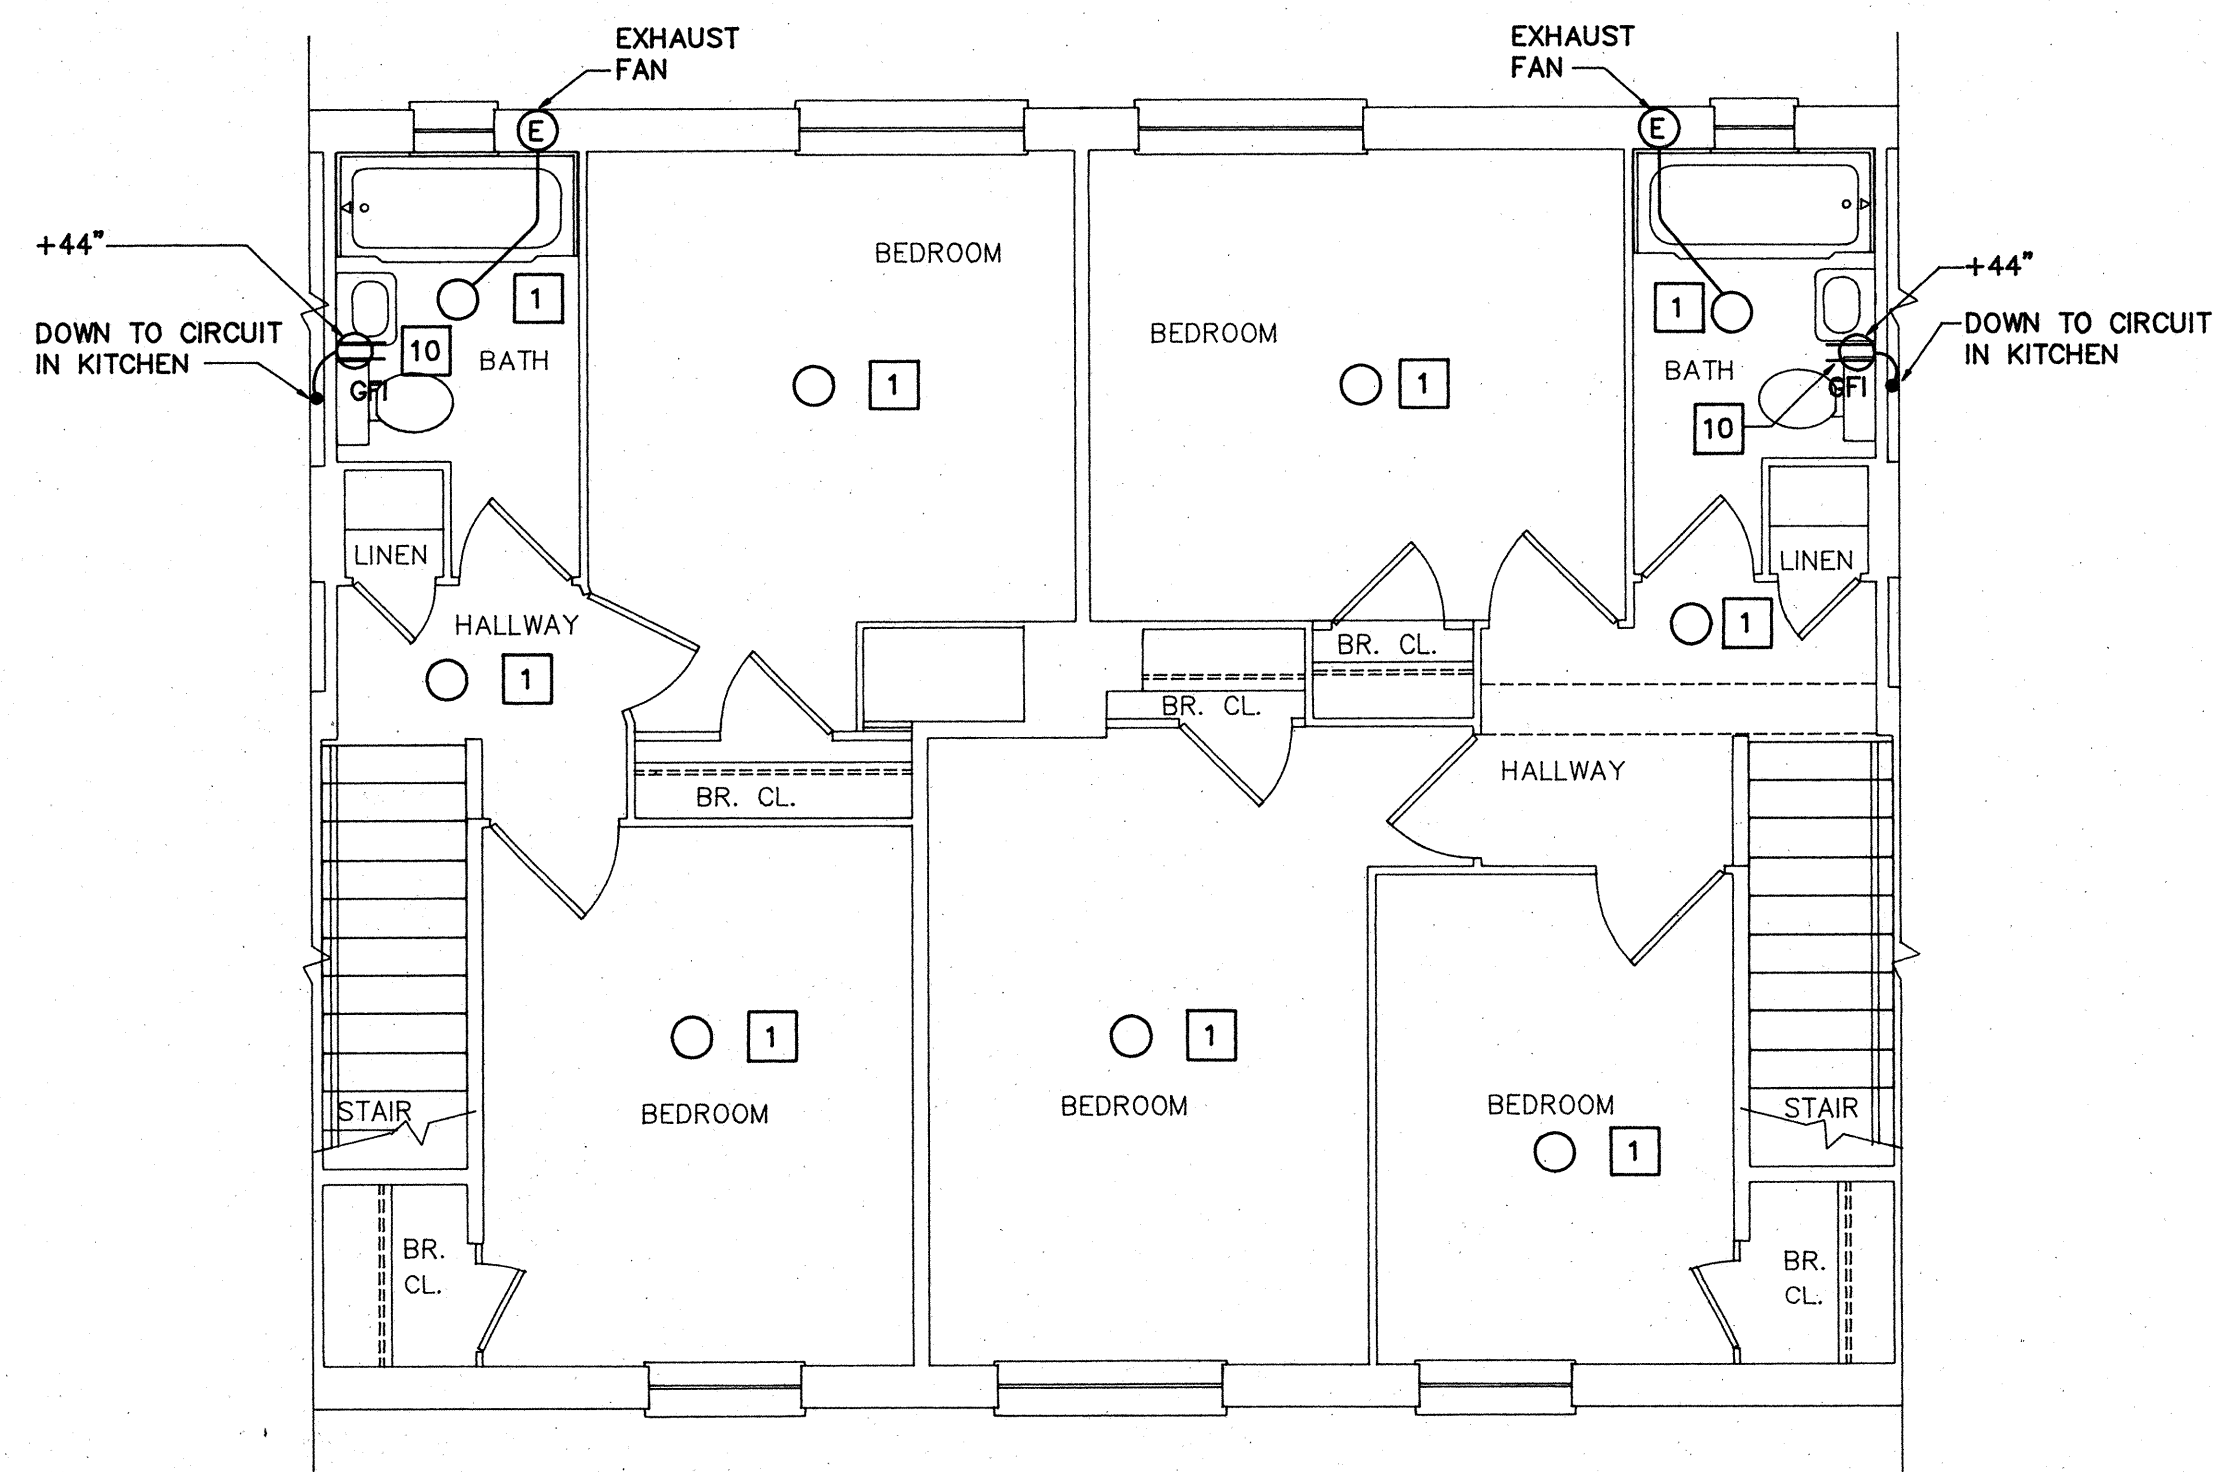 EXHAUST
FAN
EXHAUST
FAN
E
E
+44"
BEDROOM
+44"
1
1
DOWN TO CIRCUIT
IN KITCHEN
10
BATH
BEDROOM
DOWN TO CIRCUIT
IN KITCHEN
GFI
1
1
BATH
GFI
10
LINEN
LINEN
HALLWAY
1
1
BR. CL.
BR. CL.
HALLWAY
BR. CL.
1
1
BEDROOM
BEDROOM
BEDROOM
STAIR
STAIR
1
BR.
CL.
BR.
CL.